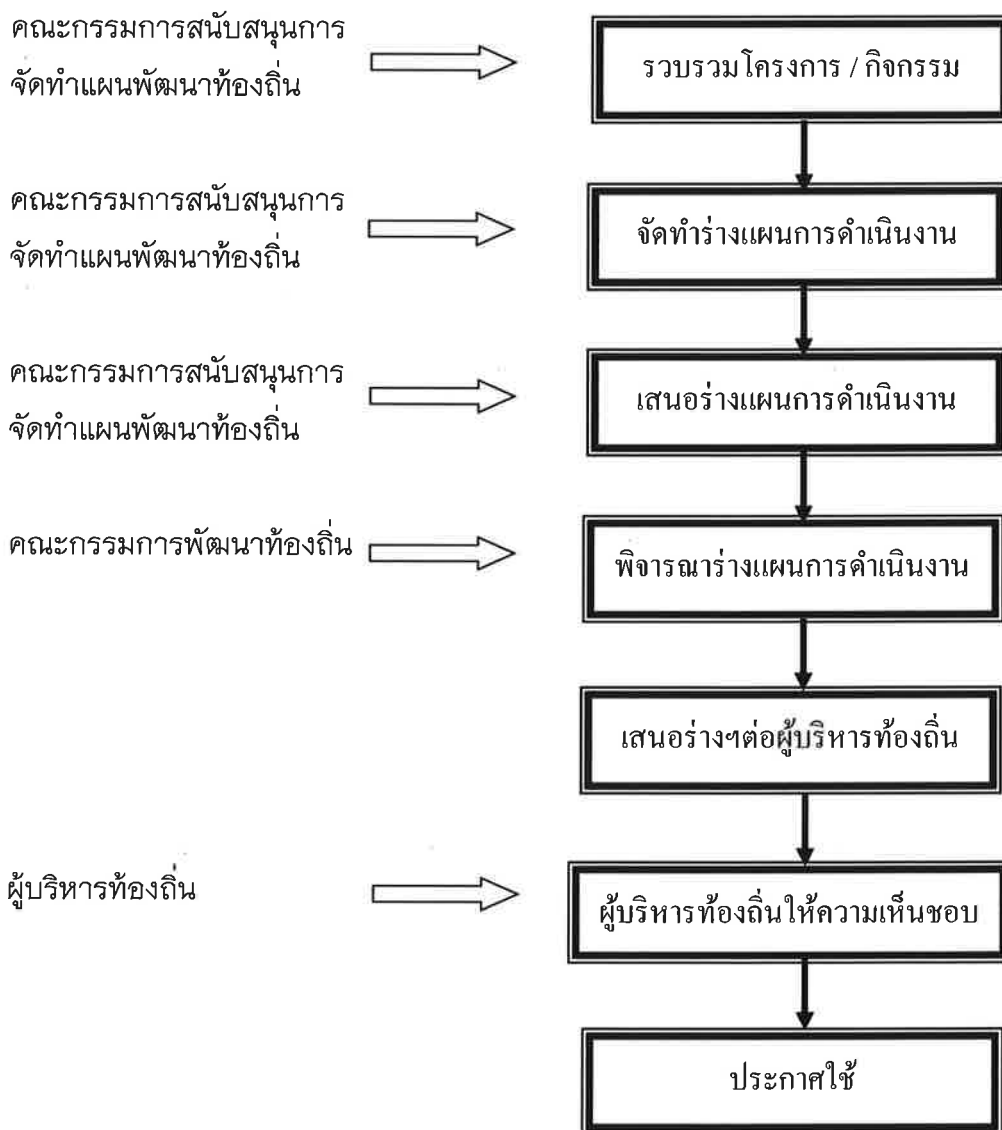 คณะกรรมการสนับสนุนการ
จัดทำแผนพัฒนาท้องถิ่น
รวบรวมโครงการ / กิจกรรม
คณะกรรมการสนับสนุนการ
จัดทำแผนพัฒนาท้องถิ่น
จัดทำร่างแผนการดำเนินงาน
คณะกรรมการสนับสนุนการ
จัดทำแผนพัฒนาท้องถิ่น
เสนอร่างแผนการดำเนินงาน
คณะกรรมการพัฒนาท้องถิ่น
พิจารณาร่างแผนการดำเนินงาน
เสนอร่างฯต่อผู้บริหารท้องถิ่น
ผู้บริหารท้องถิ่น
ผู้บริหารท้องถิ่นให้ความเห็นชอบ
ประกาศใช้